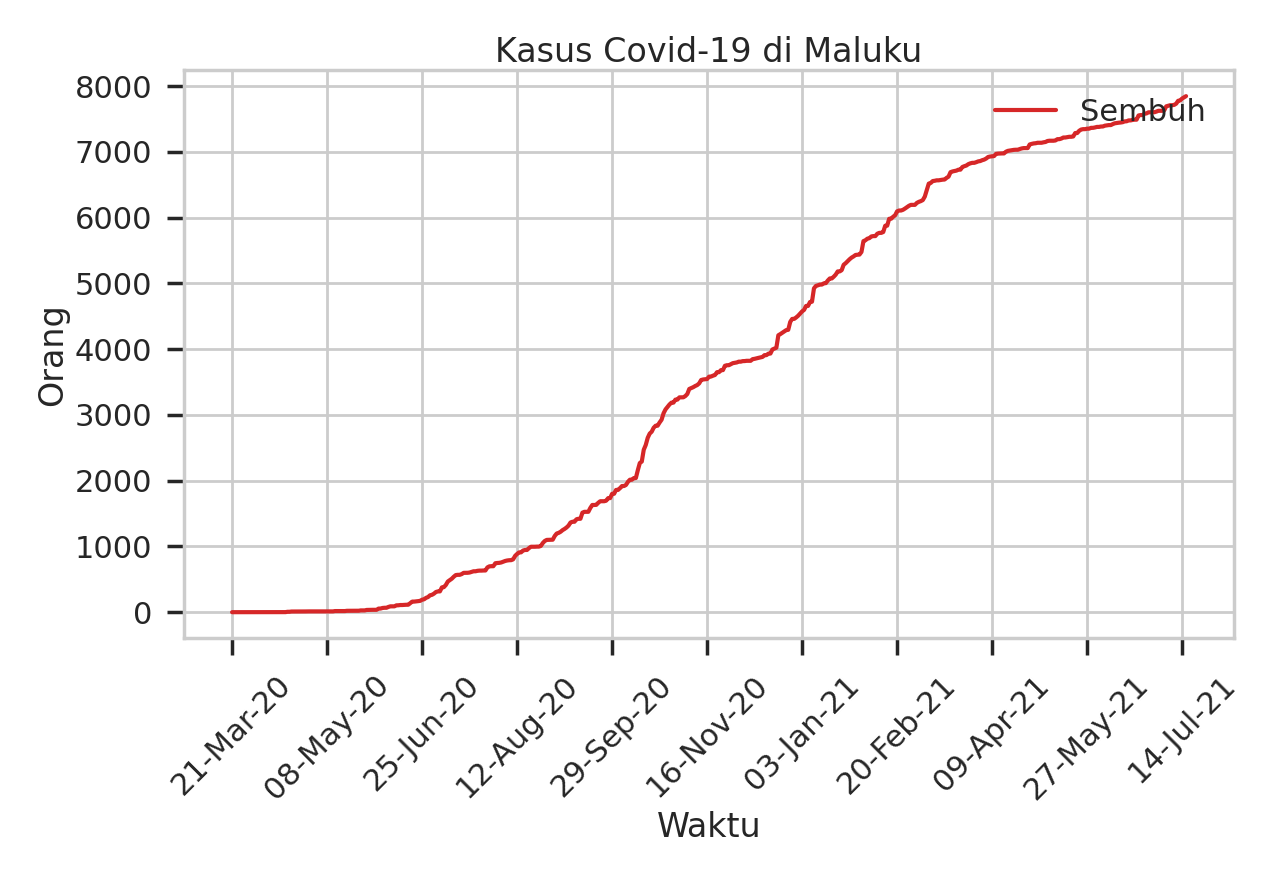 Kasus Covid-19 di Maluku
Sembuh
Orang
8000
7000
6000
5000
4000
3000
2000
1000
0
21-Mar-20
08-May-20
25-Jun-20
12-Aug-20
29-Sep-20
16-Nov-20
03-Jan-21
20-Feb-21
09-Apr-21
27-May-21
14-Jul-21
Waktu